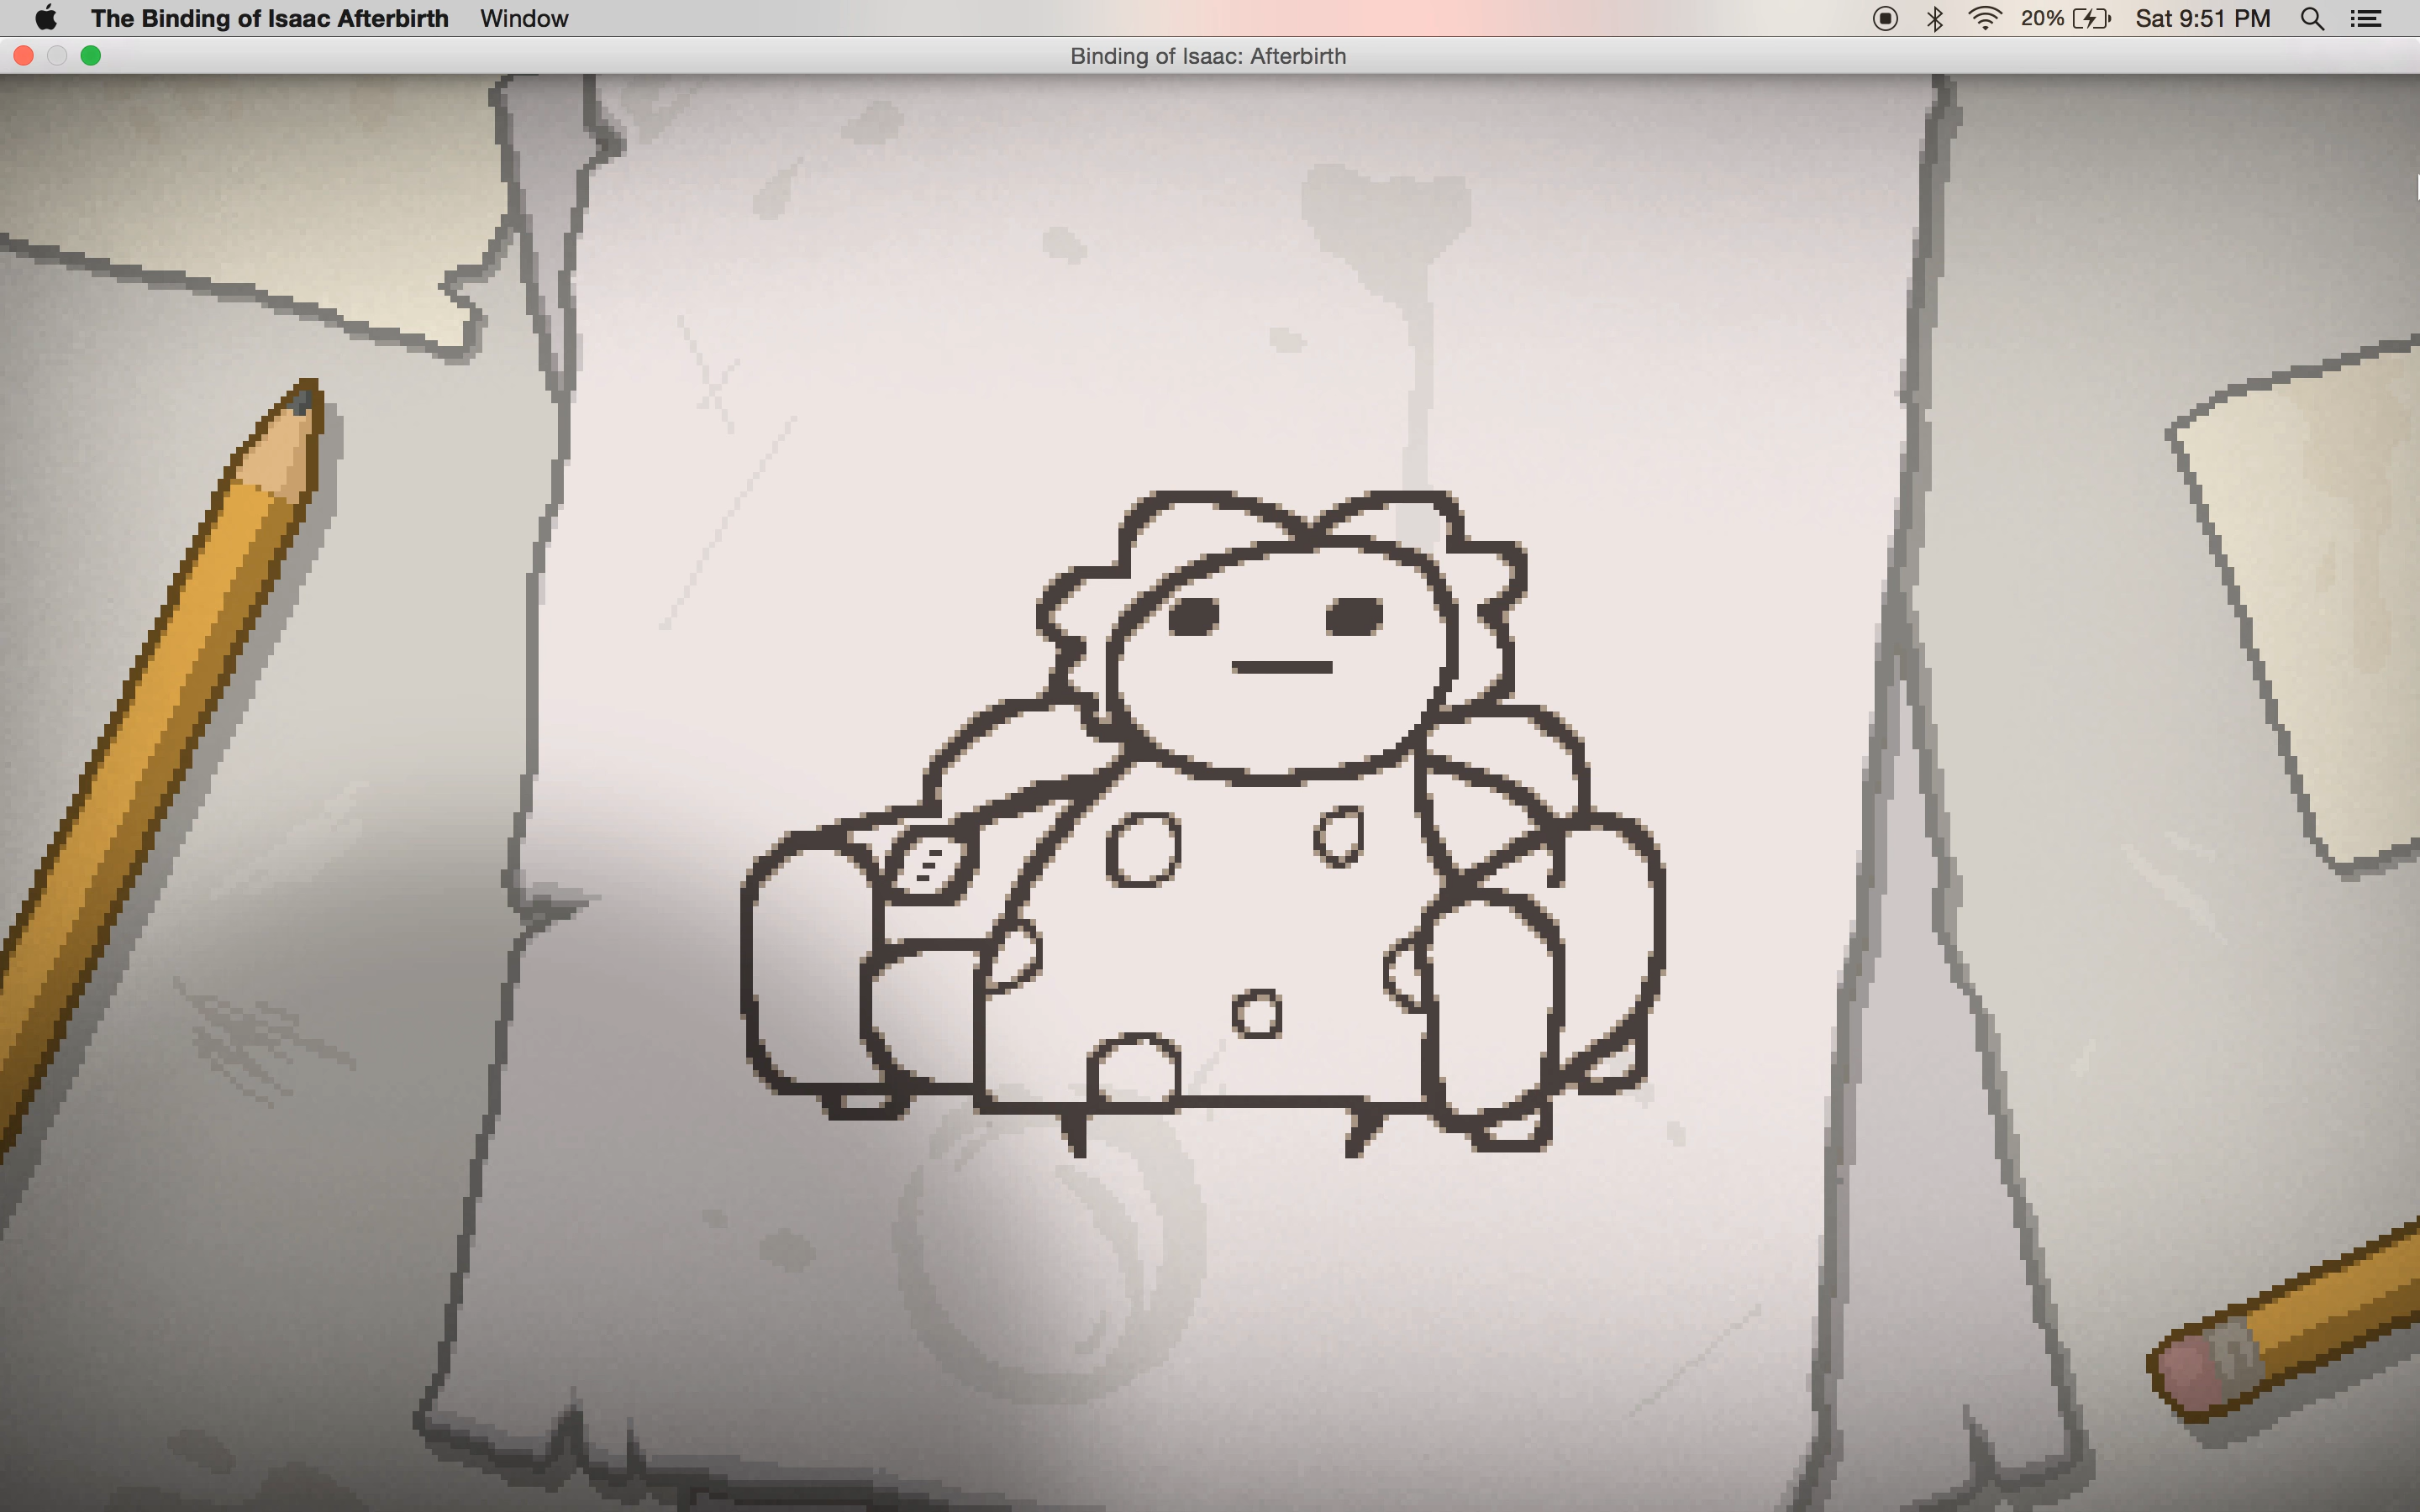 The Binding of Isaac Afterbirth Window 20% Sat 9:51 PM
Binding of Isaac: Afterbirth